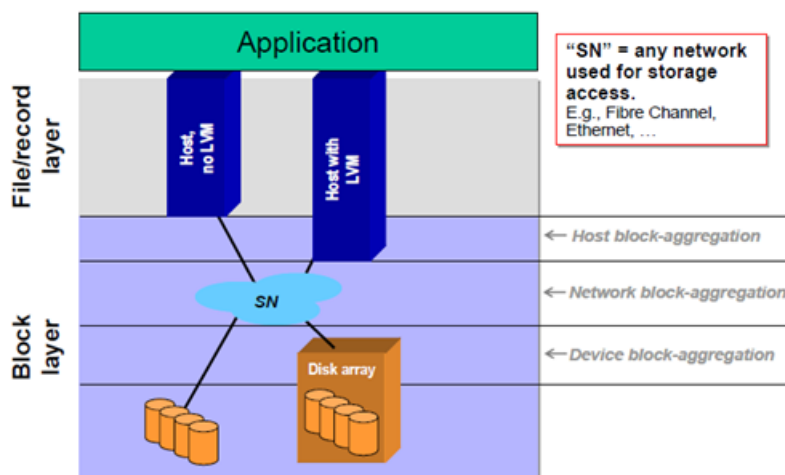 Application
“SN” = any network
used for storage
access.
E.g., Fibre Channel,
Ethernet, …
File/record
layer
Host,
no LVM
Host with
LVM
Host block-aggregation
SN
Network block-aggregation
Block
layer
Disk array
Device block-aggregation